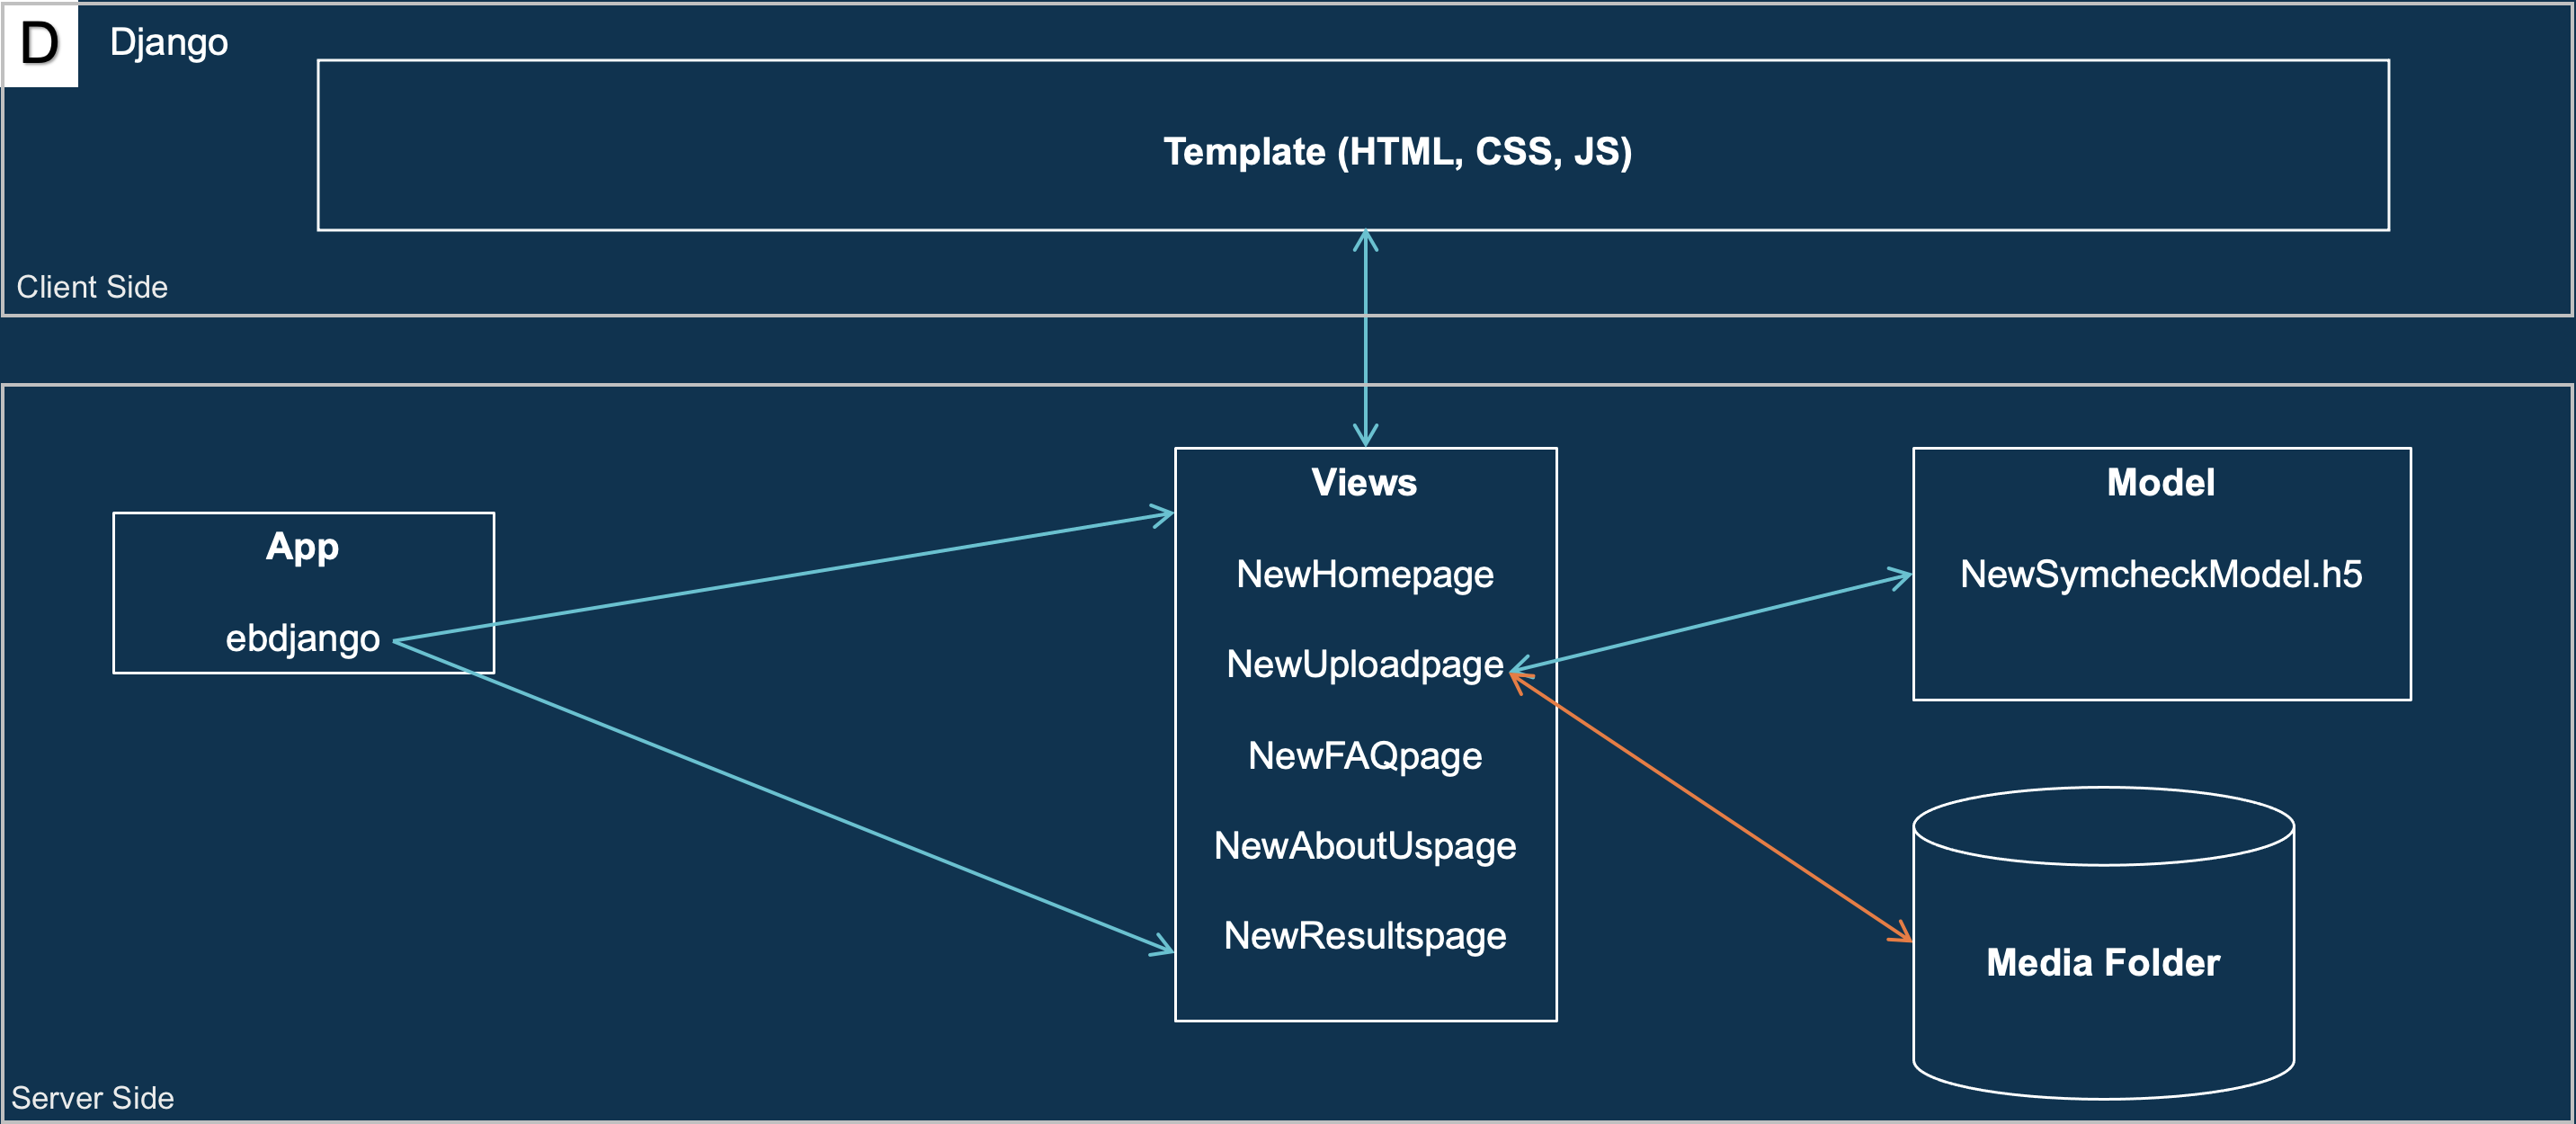 D
Django
Template (HTML, CSS, JS)
Client Side
App
ebdjango
Views
NewHomepage
NewUploadpage
NewFAQpage
NewAboutUspage
NewResultspage
Model
NewSymcheckModel.h5
Media Folder
Server Side